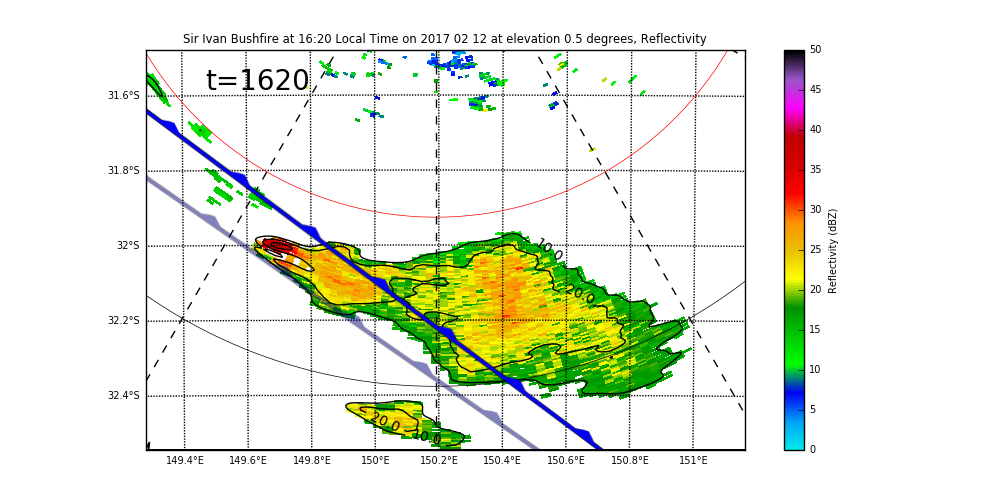 Sir Ivan Bushfire at 16:20 Local Time on 2017 02 12 at elevation 0.5 degrees, Reflectivity
t=1620
31.6°S
31.8°S
32°S
32.2°S
32.4°S
149.4°E 149.6°E 149.8°E 150°E 150.2°E 150.4°E 150.6°E 150.8°E 151°E
10.0
20.0
20.0
10.0
50
45
40
35
30
25
20
15
10
5
0
Reflectivity (dBZ)